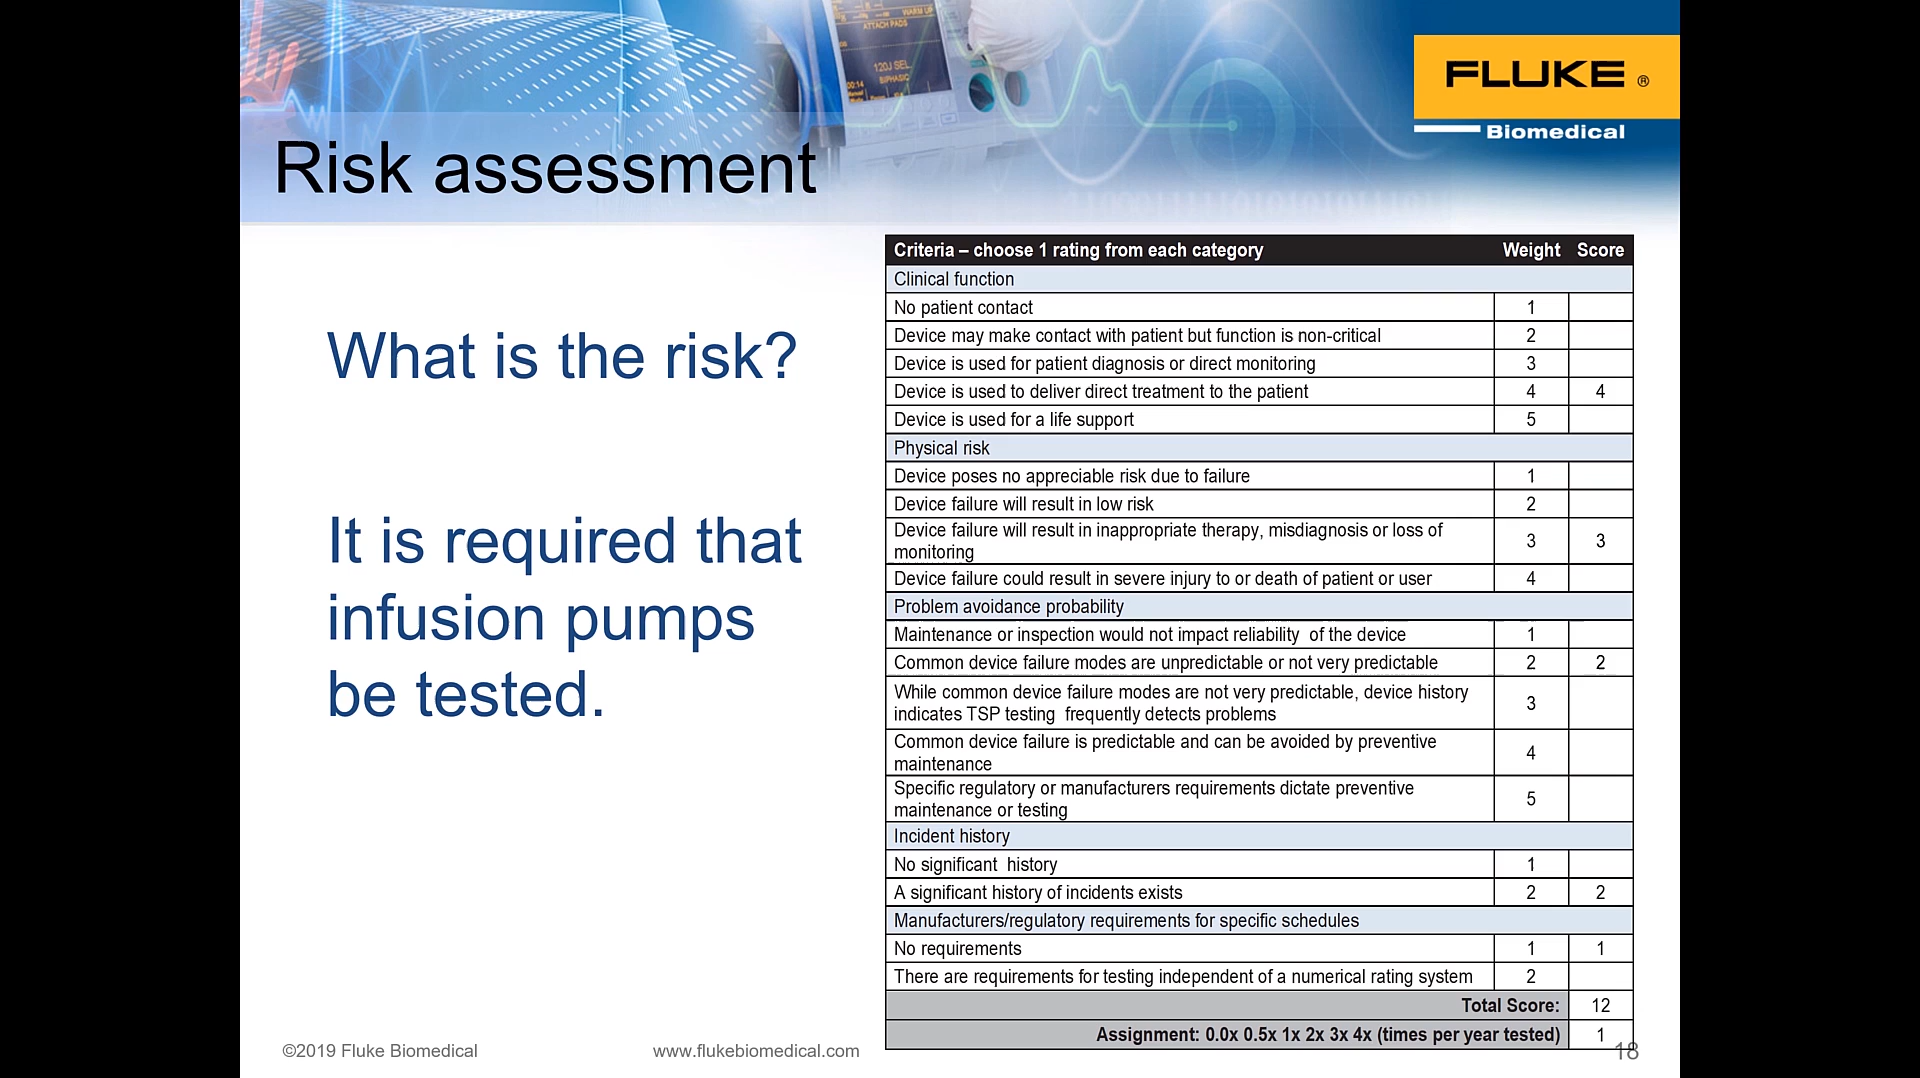 WARM UP
ATTACH PADS
120J SEL
BIPHASIC
00:14
FLUKE ®
Biomedical
Risk assessment
What is the risk?
It is required that
infusion pumps
be tested.
Criteria – choose 1 rating from each category Weight Score
Clinical function
No patient contact 1
Device may make contact with patient but function is non-critical 2
Device is used for patient diagnosis or direct monitoring 3
Device is used to deliver direct treatment to the patient 4 4
Device is used for a life support 5
Physical risk
Device poses no appreciable risk due to failure 1
Device failure will result in low risk 2
Device failure will result in inappropriate therapy, misdiagnosis or loss of
monitoring 3 3
Device failure could result in severe injury to or death of patient or user 4
Problem avoidance probability
Maintenance or inspection would not impact reliability of the device 1
Common device failure modes are unpredictable or not very predictable 2 2
While common device failure modes are not very predictable, device history
indicates TSP testing frequently detects problems 3
Common device failure is predictable and can be avoided by preventive
maintenance 4
Specific regulatory or manufacturers requirements dictate preventive
maintenance or testing 5
Incident history
No significant history 1
A significant history of incidents exists 2 2
Manufacturers/regulatory requirements for specific schedules
No requirements 1 1
There are requirements for testing independent of a numerical rating system 2
Total Score: 12
Assignment: 0.0x 0.5x 1x 2x 3x 4x (times per year tested) 1
©2019 Fluke Biomedical www.flukebiomedical.com 18